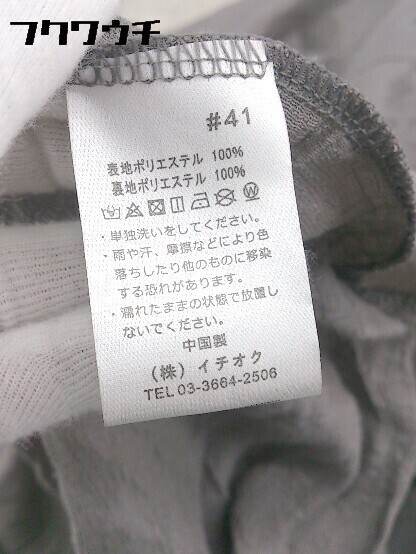 フクワウチ
#41
表地ポリエステル 100%
裏地ポリエステル 100%
・単独洗いをしてください。
・雨や汗、摩擦などにより色
落ちしたり他のものに移染
する恐れがあります。
・濡れたままの状態で放置し
ないでください。
中国製
（株）イチオク
TEL 03-3664-2506